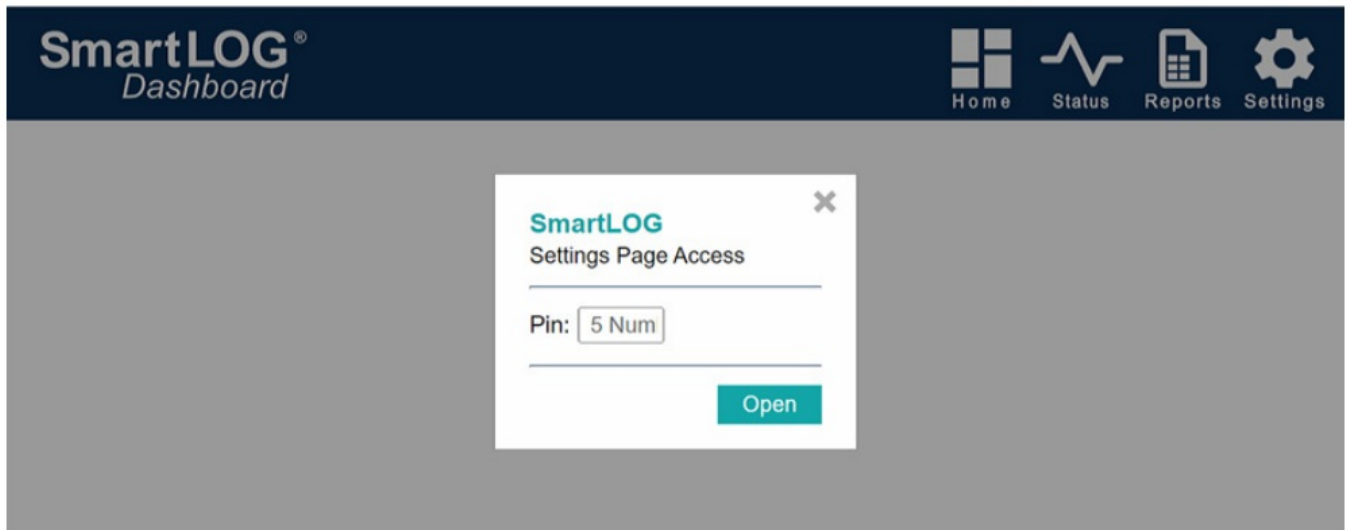 SmartLOG®
Dashboard
Home Status Reports Settings
SmartLOG
Settings Page Access
Pin: 5 Num
Open